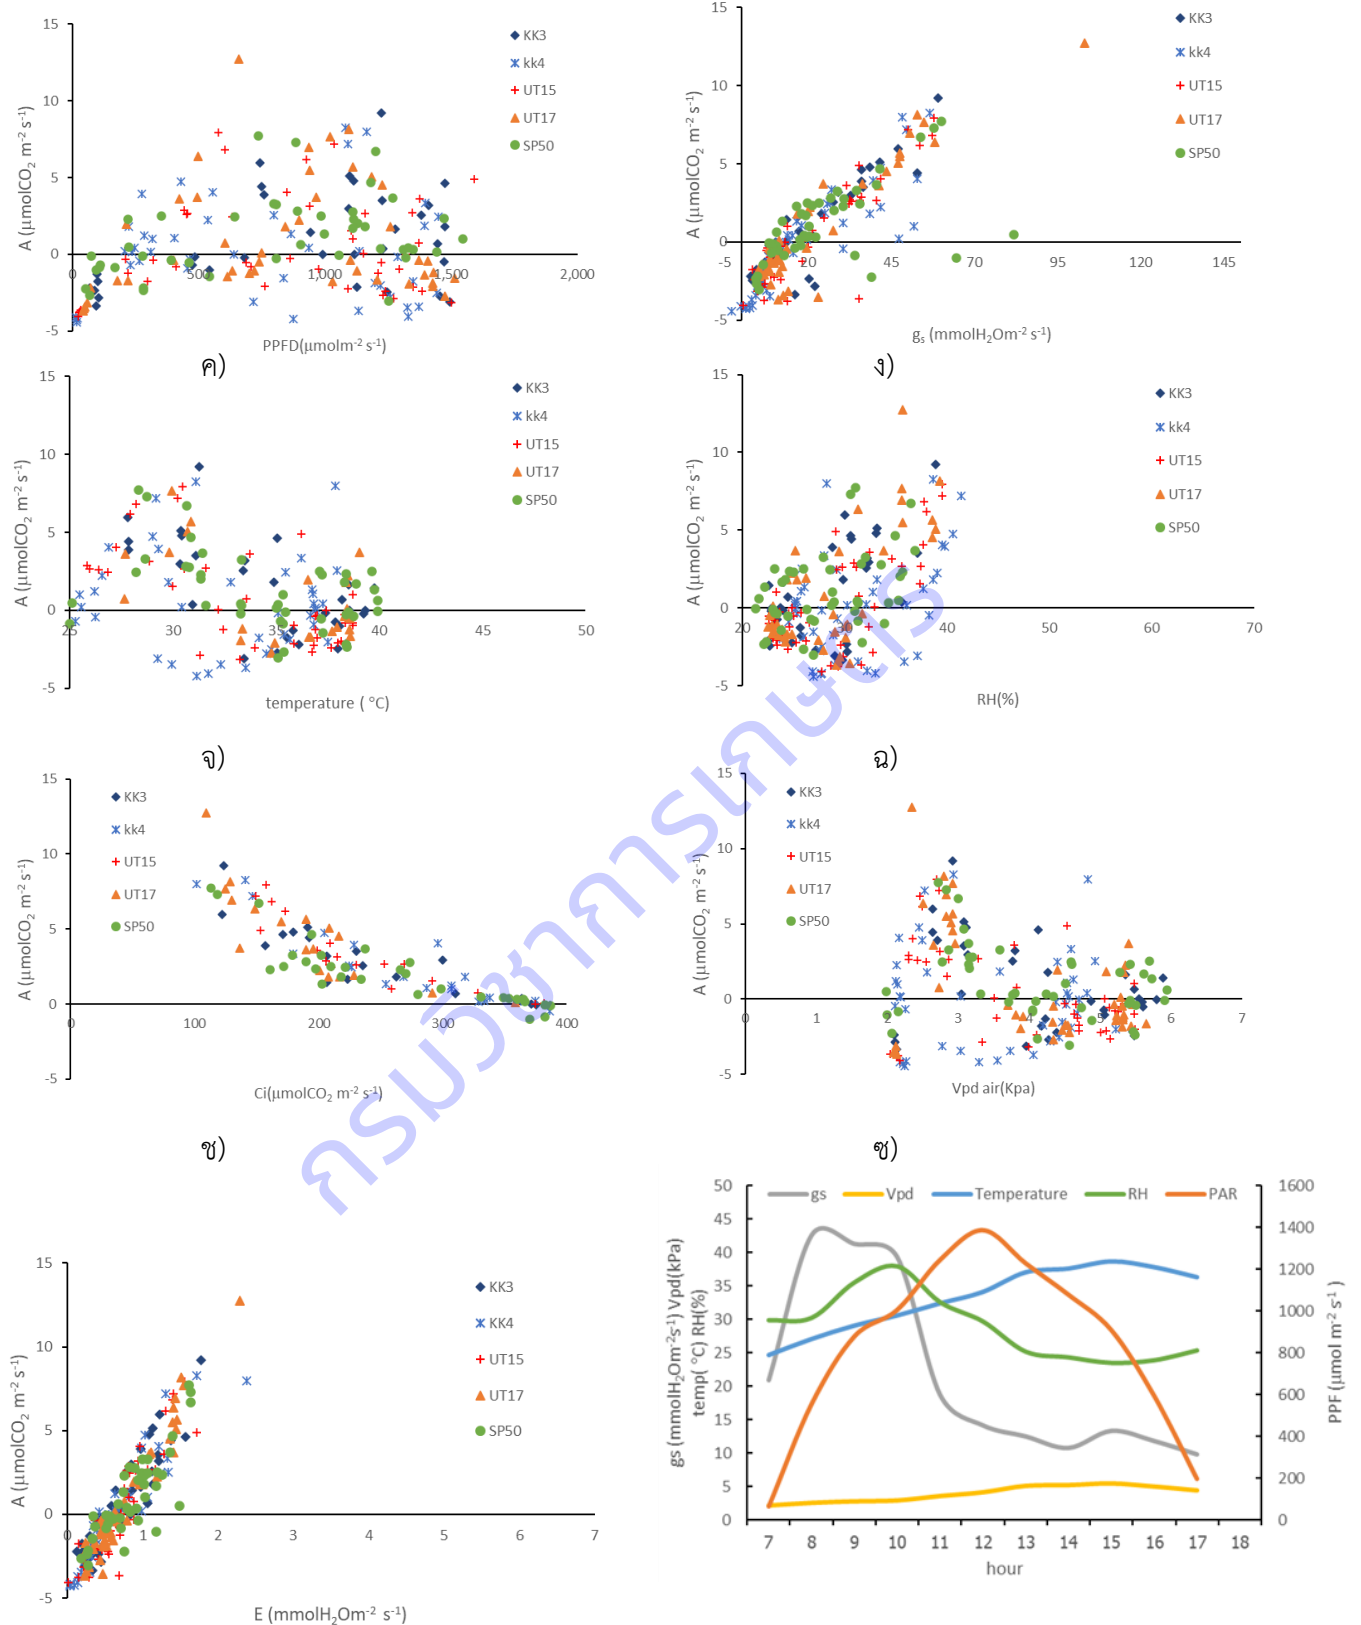 15
10
5
0
-5
A (μmolCO2 m-2 s-1)
0
500
1,000
1,500
2,000
PPFD(μmolm-2 s-1)
KK3
kk4
UT15
UT17
SP50
15
10
5
0
-5
A (μmolCO2 m-2 s-1)
-5
20
45
70
95
120
145
gs (mmolH2Om-2 s-1)
KK3
kk4
UT15
UT17
SP50
ค)
ง)
15
10
5
0
-5
A (μmolCO2 m-2 s-1)
25
30
35
40
45
50
temperature ( °C)
KK3
kk4
UT15
UT17
SP50
15
10
5
0
-5
A (μmolCO2 m-2 s-1)
20
30
40
50
60
70
RH(%)
KK3
kk4
UT15
UT17
SP50
จ)
ฉ)
15
10
5
0
-5
A (μmolCO2 m-2 s-1)
0
100
200
300
400
Ci(μmolCO2 m-2 s-1)
KK3
kk4
UT15
UT17
SP50
15
10
5
0
-5
A (μmolCO2 m-2 s-1)
0
1
2
3
4
5
6
7
Vpd air(Kpa)
KK3
kk4
UT15
UT17
SP50
ช)
ซ)
15
10
5
0
-5
A (μmolCO2 m-2 s-1)
0
1
2
3
4
5
6
7
E (mmolH2Om-2 s-1)
KK3
KK4
UT15
UT17
SP50
gs Vpd Temperature RH PAR
50
45
40
35
30
25
20
15
10
5
0
gs (mmolH2Om-2s-1) Vpd(kPa)
temp( °C) RH(%)
1600
1400
1200
1000
800
600
400
200
0
PPF (μmol m-2 s-1 )
7 8 9 10 11 12 13 14 15 16 17 18
hour
กรมวิชาการเกษตร